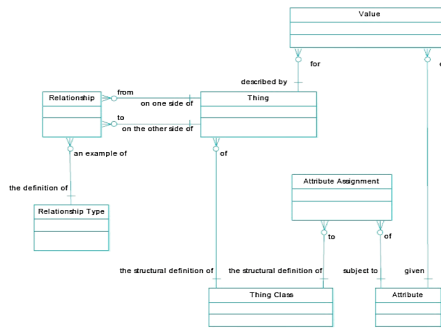 Value
for
described by
Relationship
from
on one side of
Thing
to
on the other side of
an example of
of
Attribute Assignment
the definition of
Relationship Type
to
of
the structural definition of
the structural definition of
subject to
given
Thing Class
Attribute